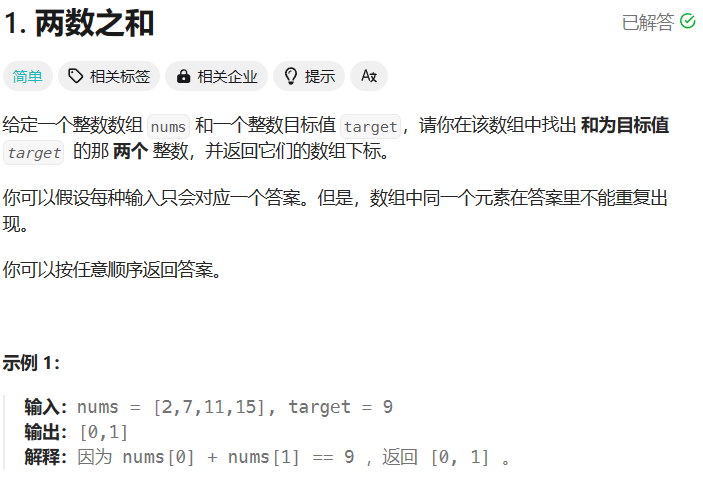 1. 两数之和
已解答
简单 相关标签 相关企业 提示
给定一个整数数组 nums 和一个整数目标值 target，请你在该数组中找出 和为目标值
target 的那 两个 整数，并返回它们的数组下标。
你可以假设每种输入只会对应一个答案。但是，数组中同一个元素在答案里不能重复出
现。
你可以按任意顺序返回答案。
示例 1：
输入：nums = [2,7,11,15], target = 9
输出：[0,1]
解释：因为 nums[0] + nums[1] == 9 ，返回 [0, 1] 。